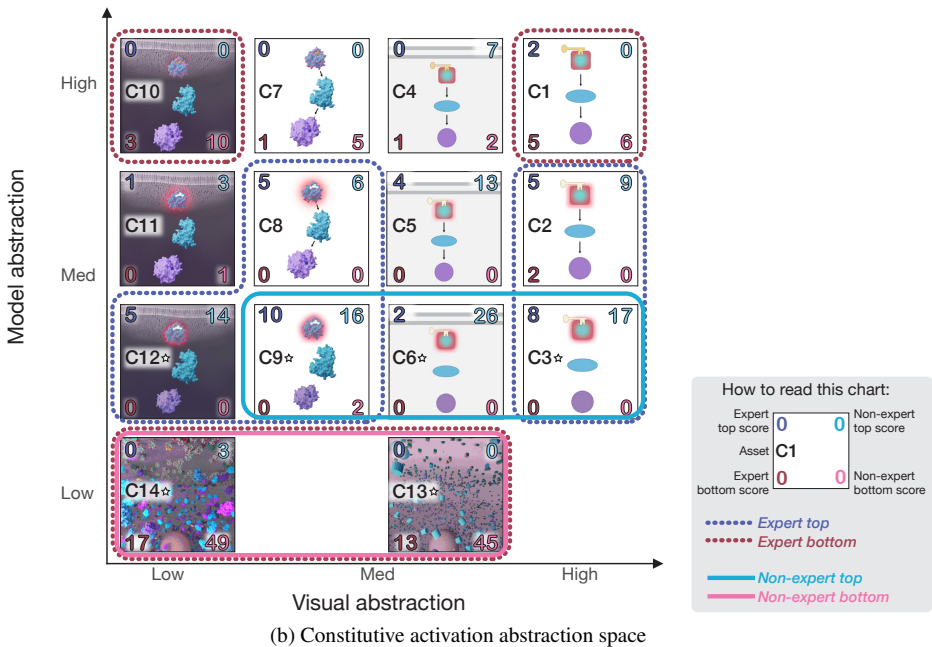 Model abstraction
High
0 0
C10
3 10
0 0
C7
1 5
0 7
C4
1 2
2 0
C1
5 6
Med
1 3
C11
0 1
5 6
C8
0 0
4 13
C5
0 0
5 9
C2
2 0
5 14
C12☆
0 0
10 16
C9☆
0 2
2 26
C6☆
0 0
8 17
C3☆
0 0
Low
0 3
C14☆
17 49
0 0
C13☆
13 45
Low Med High
Visual abstraction
How to read this chart:
Expert
top score
0 0
Non-expert
top score
Asset C1
Expert
bottom score
0 0
Non-expert
bottom score
Expert top
Expert bottom
Non-expert top
Non-expert bottom
(b) Constitutive activation abstraction space